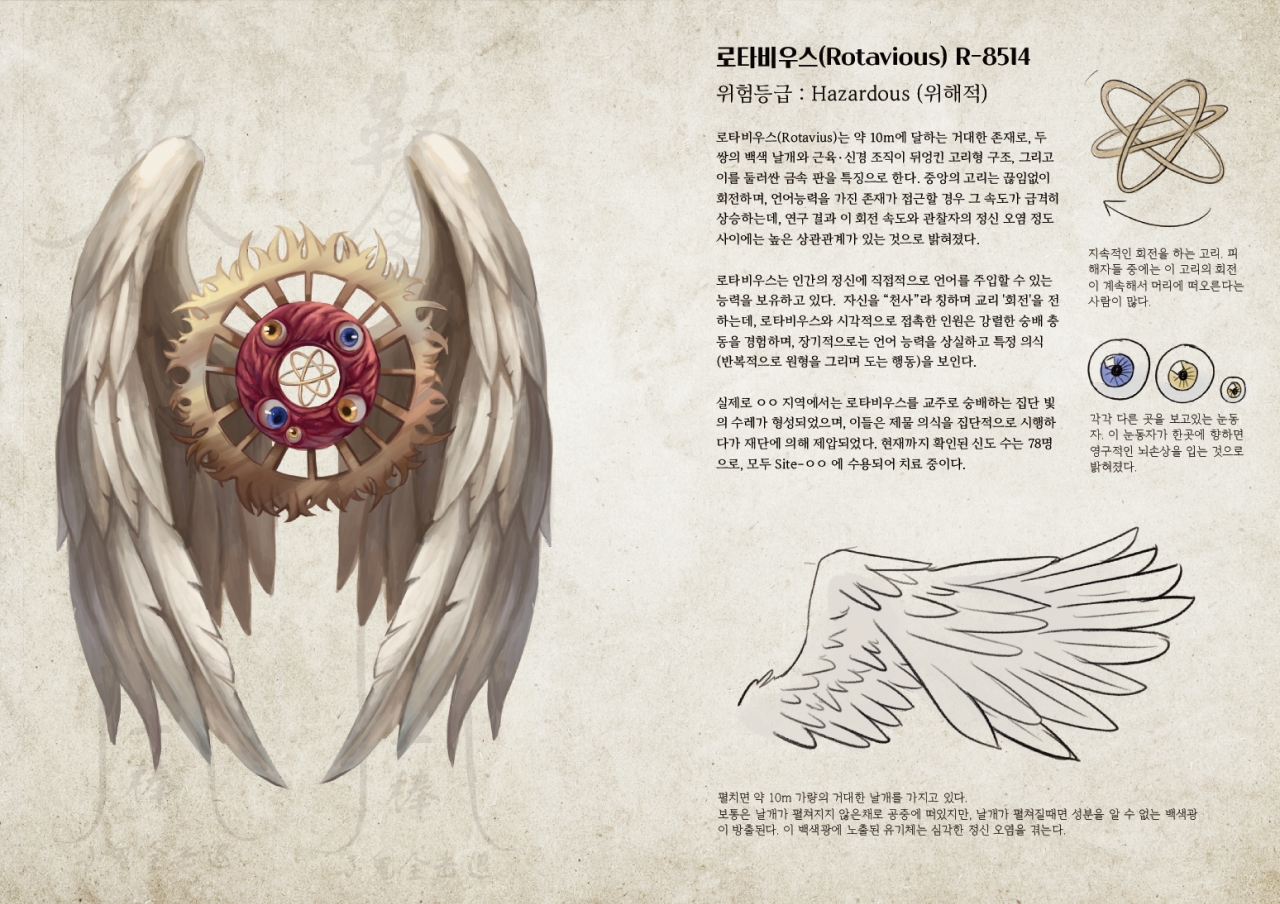 로타비우스(Rotavious) R-8514
위험등급 : Hazardous (위해적)
로타비우스(Rotavius)는 약 10m에 달하는 거대한 존재로, 두
쌍의 백색 날개와 근육·신경 조직이 뒤엉킨 고리형 구조, 그리고
이를 둘러싼 금속 판을 특징으로 한다. 중앙의 고리는 끊임없이
회전하며, 언어능력을 가진 존재가 접근할 경우 그 속도가 급격히
상승하는데, 연구 결과 이 회전 속도와 관찰자의 정신 오염 정도
사이에는 높은 상관관계가 있는 것으로 밝혀졌다.
로타비우스는 인간의 정신에 직접적으로 언어를 주입할 수 있는
능력을 보유하고 있다. 자신을 “천사”라 칭하며 교리 '회전'을 전
하는데, 로타비우스와 시각적으로 접촉한 인원은 강렬한 숭배 충
동을 경험하며, 장기적으로는 언어 능력을 상실하고 특정 의식
(반복적으로 원형을 그리며 도는 행동)을 보인다.
실제로 ㅇㅇ 지역에서는 로타비우스를 교주로 숭배하는 집단 빛
의 수레가 형성되었으며, 이들은 제물 의식을 집단적으로 시행하
다가 재단에 의해 제압되었다. 현재까지 확인된 신도 수는 78명
으로, 모두 Site-ㅇㅇ 에 수용되어 치료 중이다.
지속적인 회전을 하는 고리. 피
해자들 중에는 이 고리의 회전
이 계속해서 머리에 떠오른다는
사람이 많다.
각각 다른 곳을 보고있는 눈동
자. 이 눈동자가 한곳에 향하면
영구적인 뇌손상을 입는 것으로
밝혀졌다.
펼치면 약 10m 가량의 거대한 날개를 가지고 있다.
보통은 날개가 펼쳐지지 않은채로 공중에 떠있지만, 날개가 펼쳐질때면 성분을 알 수 없는 백색광
이 방출된다. 이 백색광에 노출된 유기체는 심각한 정신 오염을 겪는다.